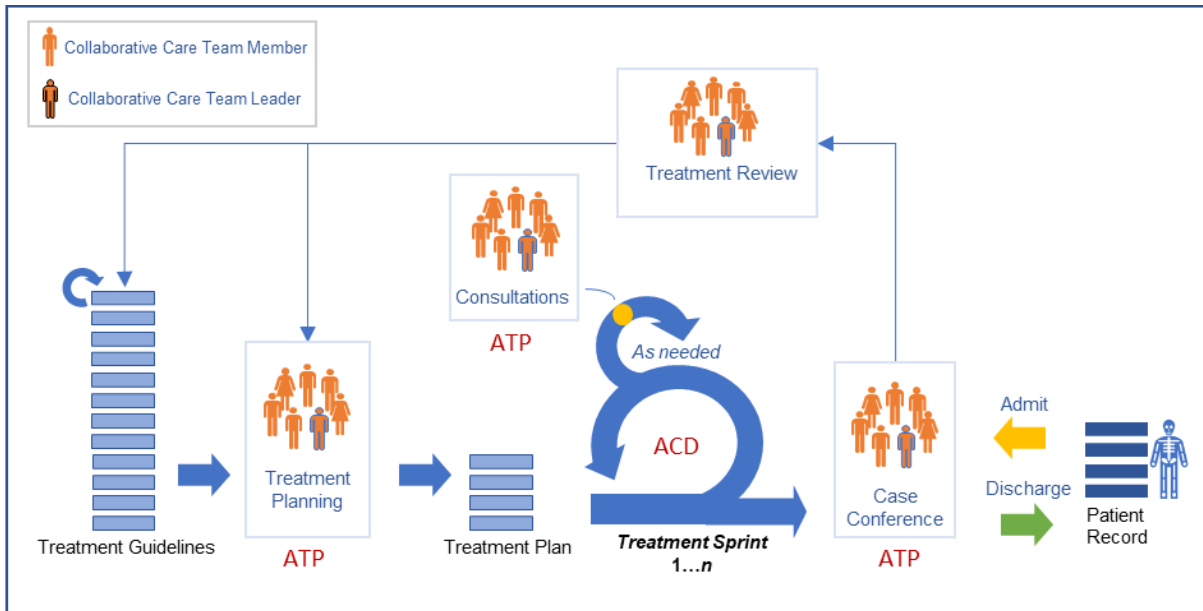 Collaborative Care Team Member
Collaborative Care Team Leader
Treatment Review
Consultations
ATP
As needed
Treatment Guidelines
Treatment
Planning
ATP
Treatment Plan
ACD
Treatment Sprint
1...n
Case
Conference
ATP
Admit
Discharge
Patient
Record